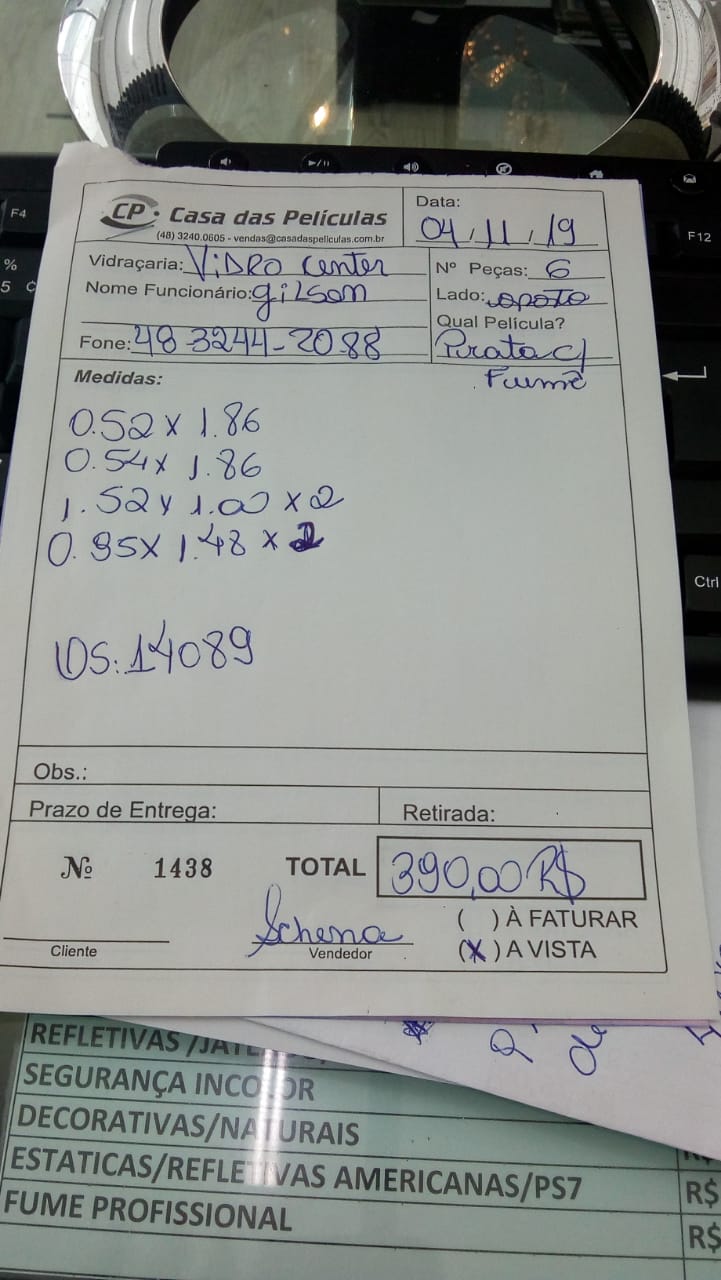 F4
F12
% 
5
Ctrl
CP Casa das Películas
(48) 3240.0605 - vendas@casadaspeliculas.com.br
Data:
04/11/19
Vidraçaria: VIDRO Center
Nome Funcionário: Gilson
Fone: 48 3244-2088
Nº Peças: 6
Lado: oposto
Qual Película?
Prata c/
Fumê
Medidas:
0.52 x 1.86
0.54 x 1.86
1.52 x 1.00 x 2
0.95 x 1.48 x 2
OS: 14089
Obs.:
Prazo de Entrega:
Retirada:
Nº 1438
TOTAL 390,00 R$
( ) À FATURAR
(X) A VISTA
Schena
Cliente
Vendedor
REFLETIVAS
SEGURANÇA INCOLOR
DECORATIVAS/NATURAIS
ESTATICAS/REFLETIVAS AMERICANAS/PS7 R$
FUME PROFISSIONAL R$